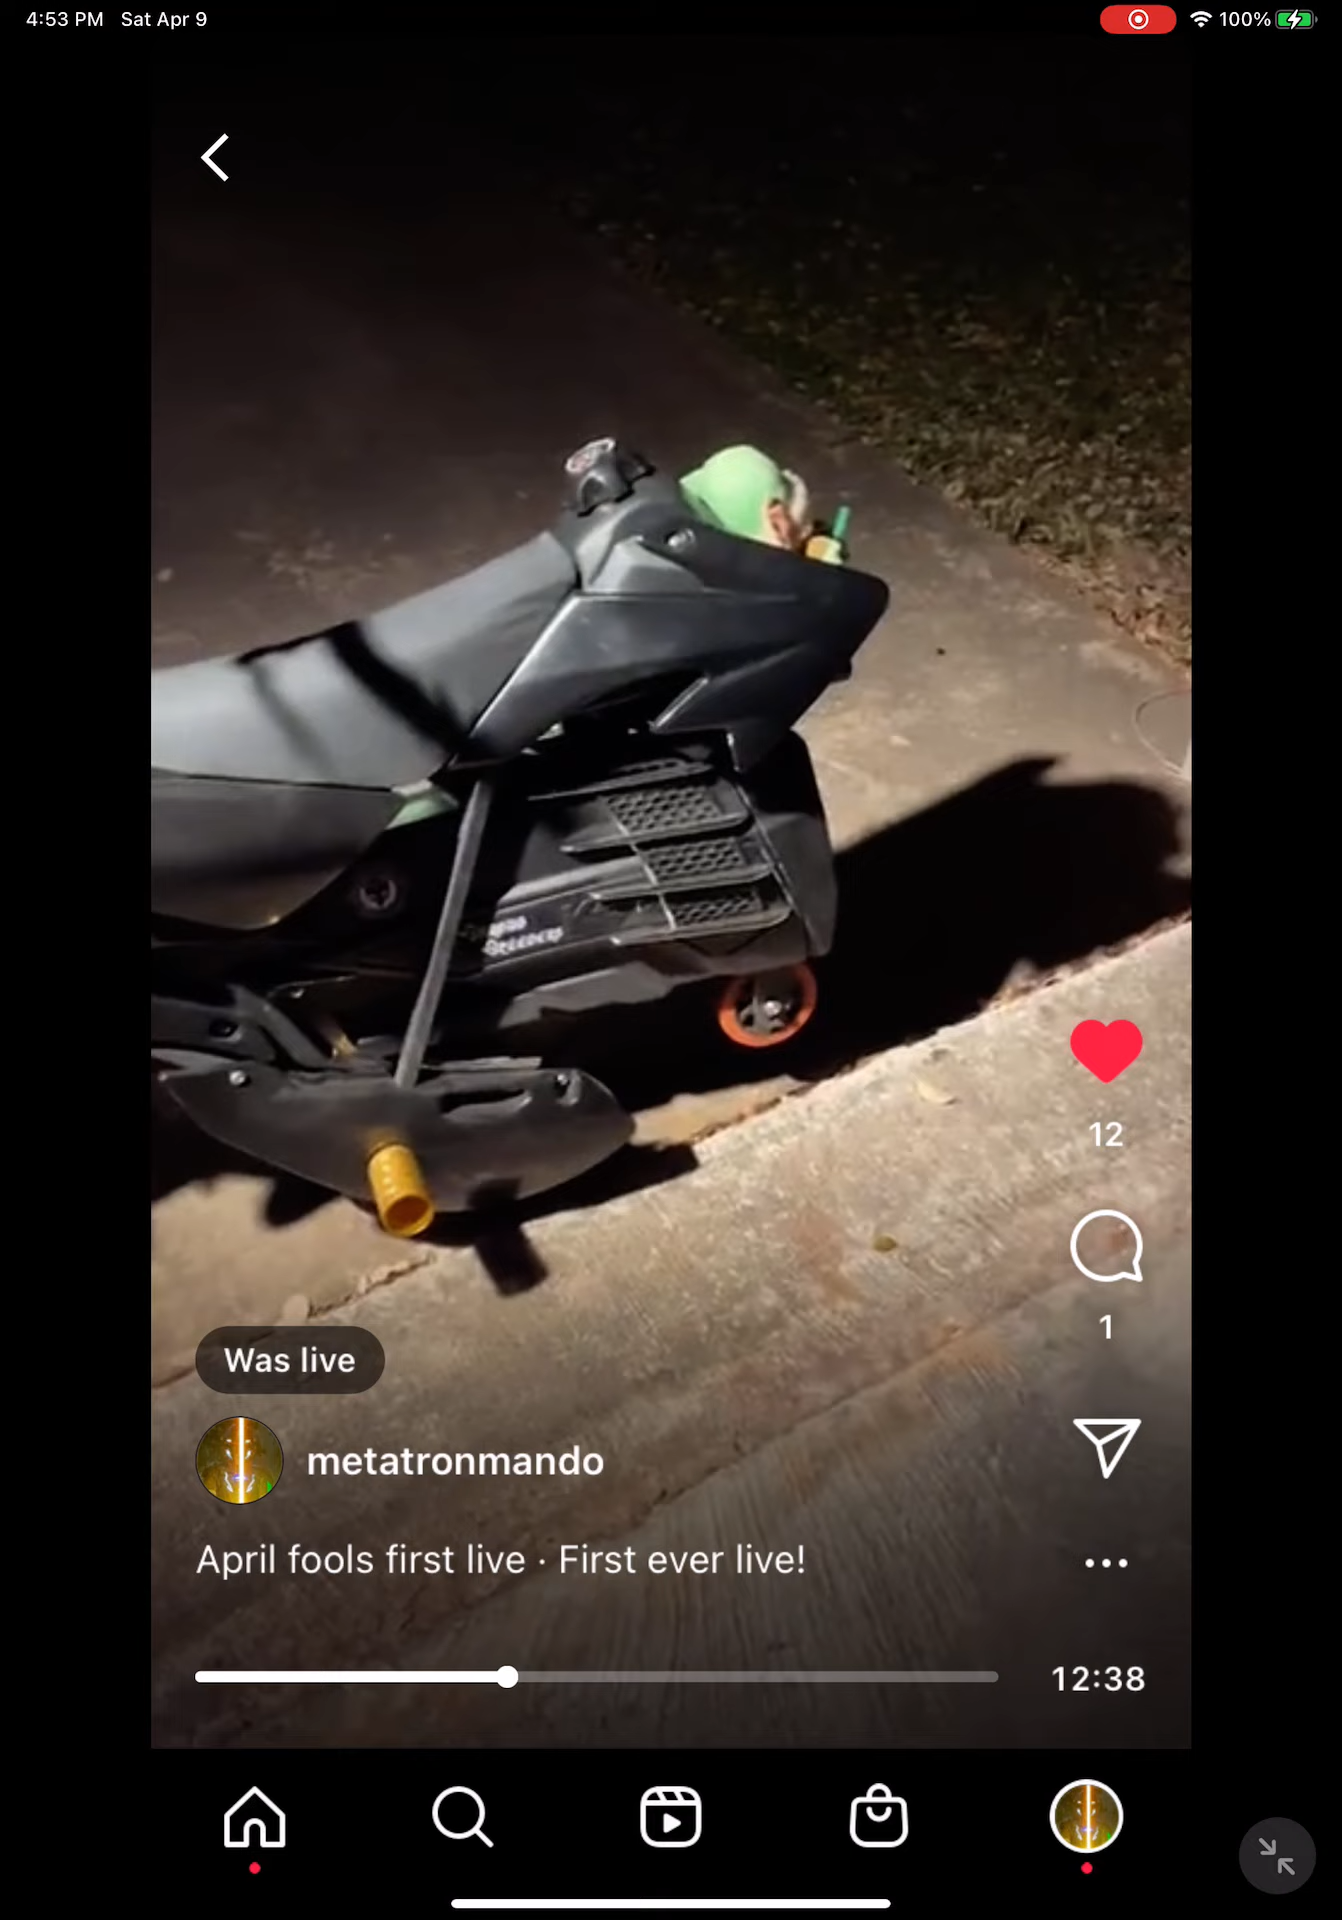 4:53 PM Sat Apr 9
100%
12
1
Was live
metatronmando
April fools first live · First ever live!
12:38